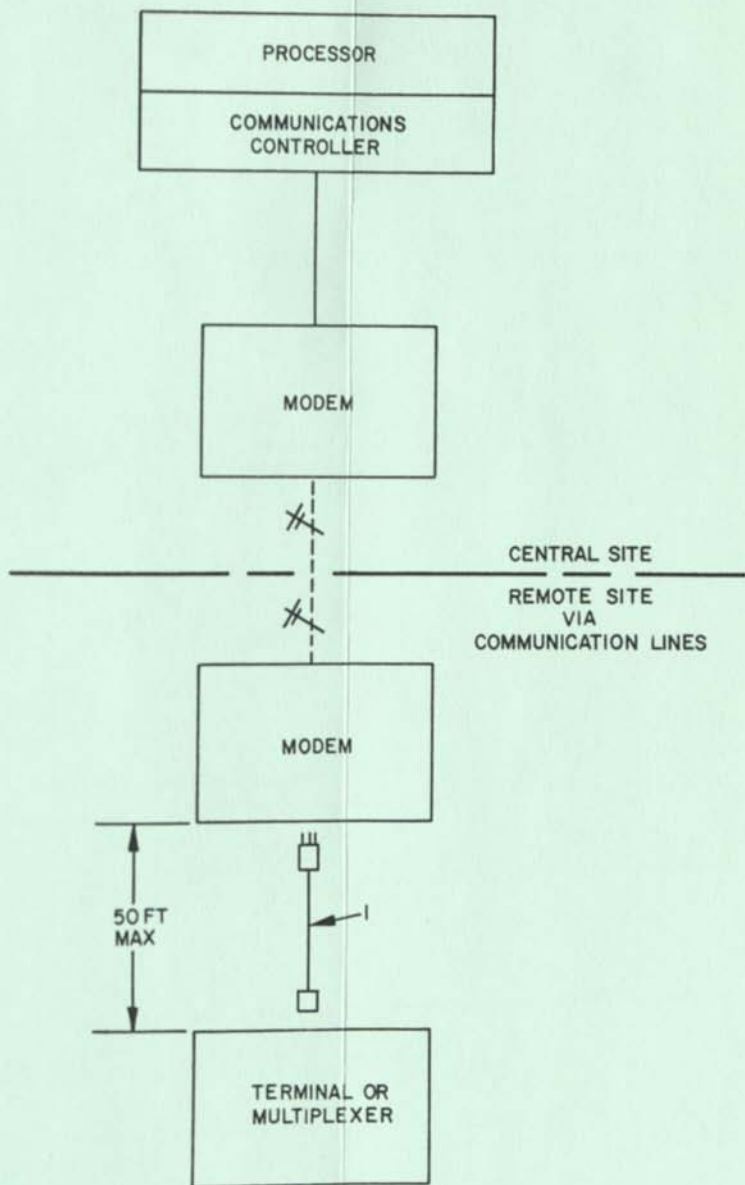 PROCESSOR
COMMUNICATIONS
CONTROLLER
MODEM
CENTRAL SITE
REMOTE SITE
VIA
COMMUNICATION LINES
MODEM
50 FT
MAX
1
TERMINAL OR
MULTIPLEXER